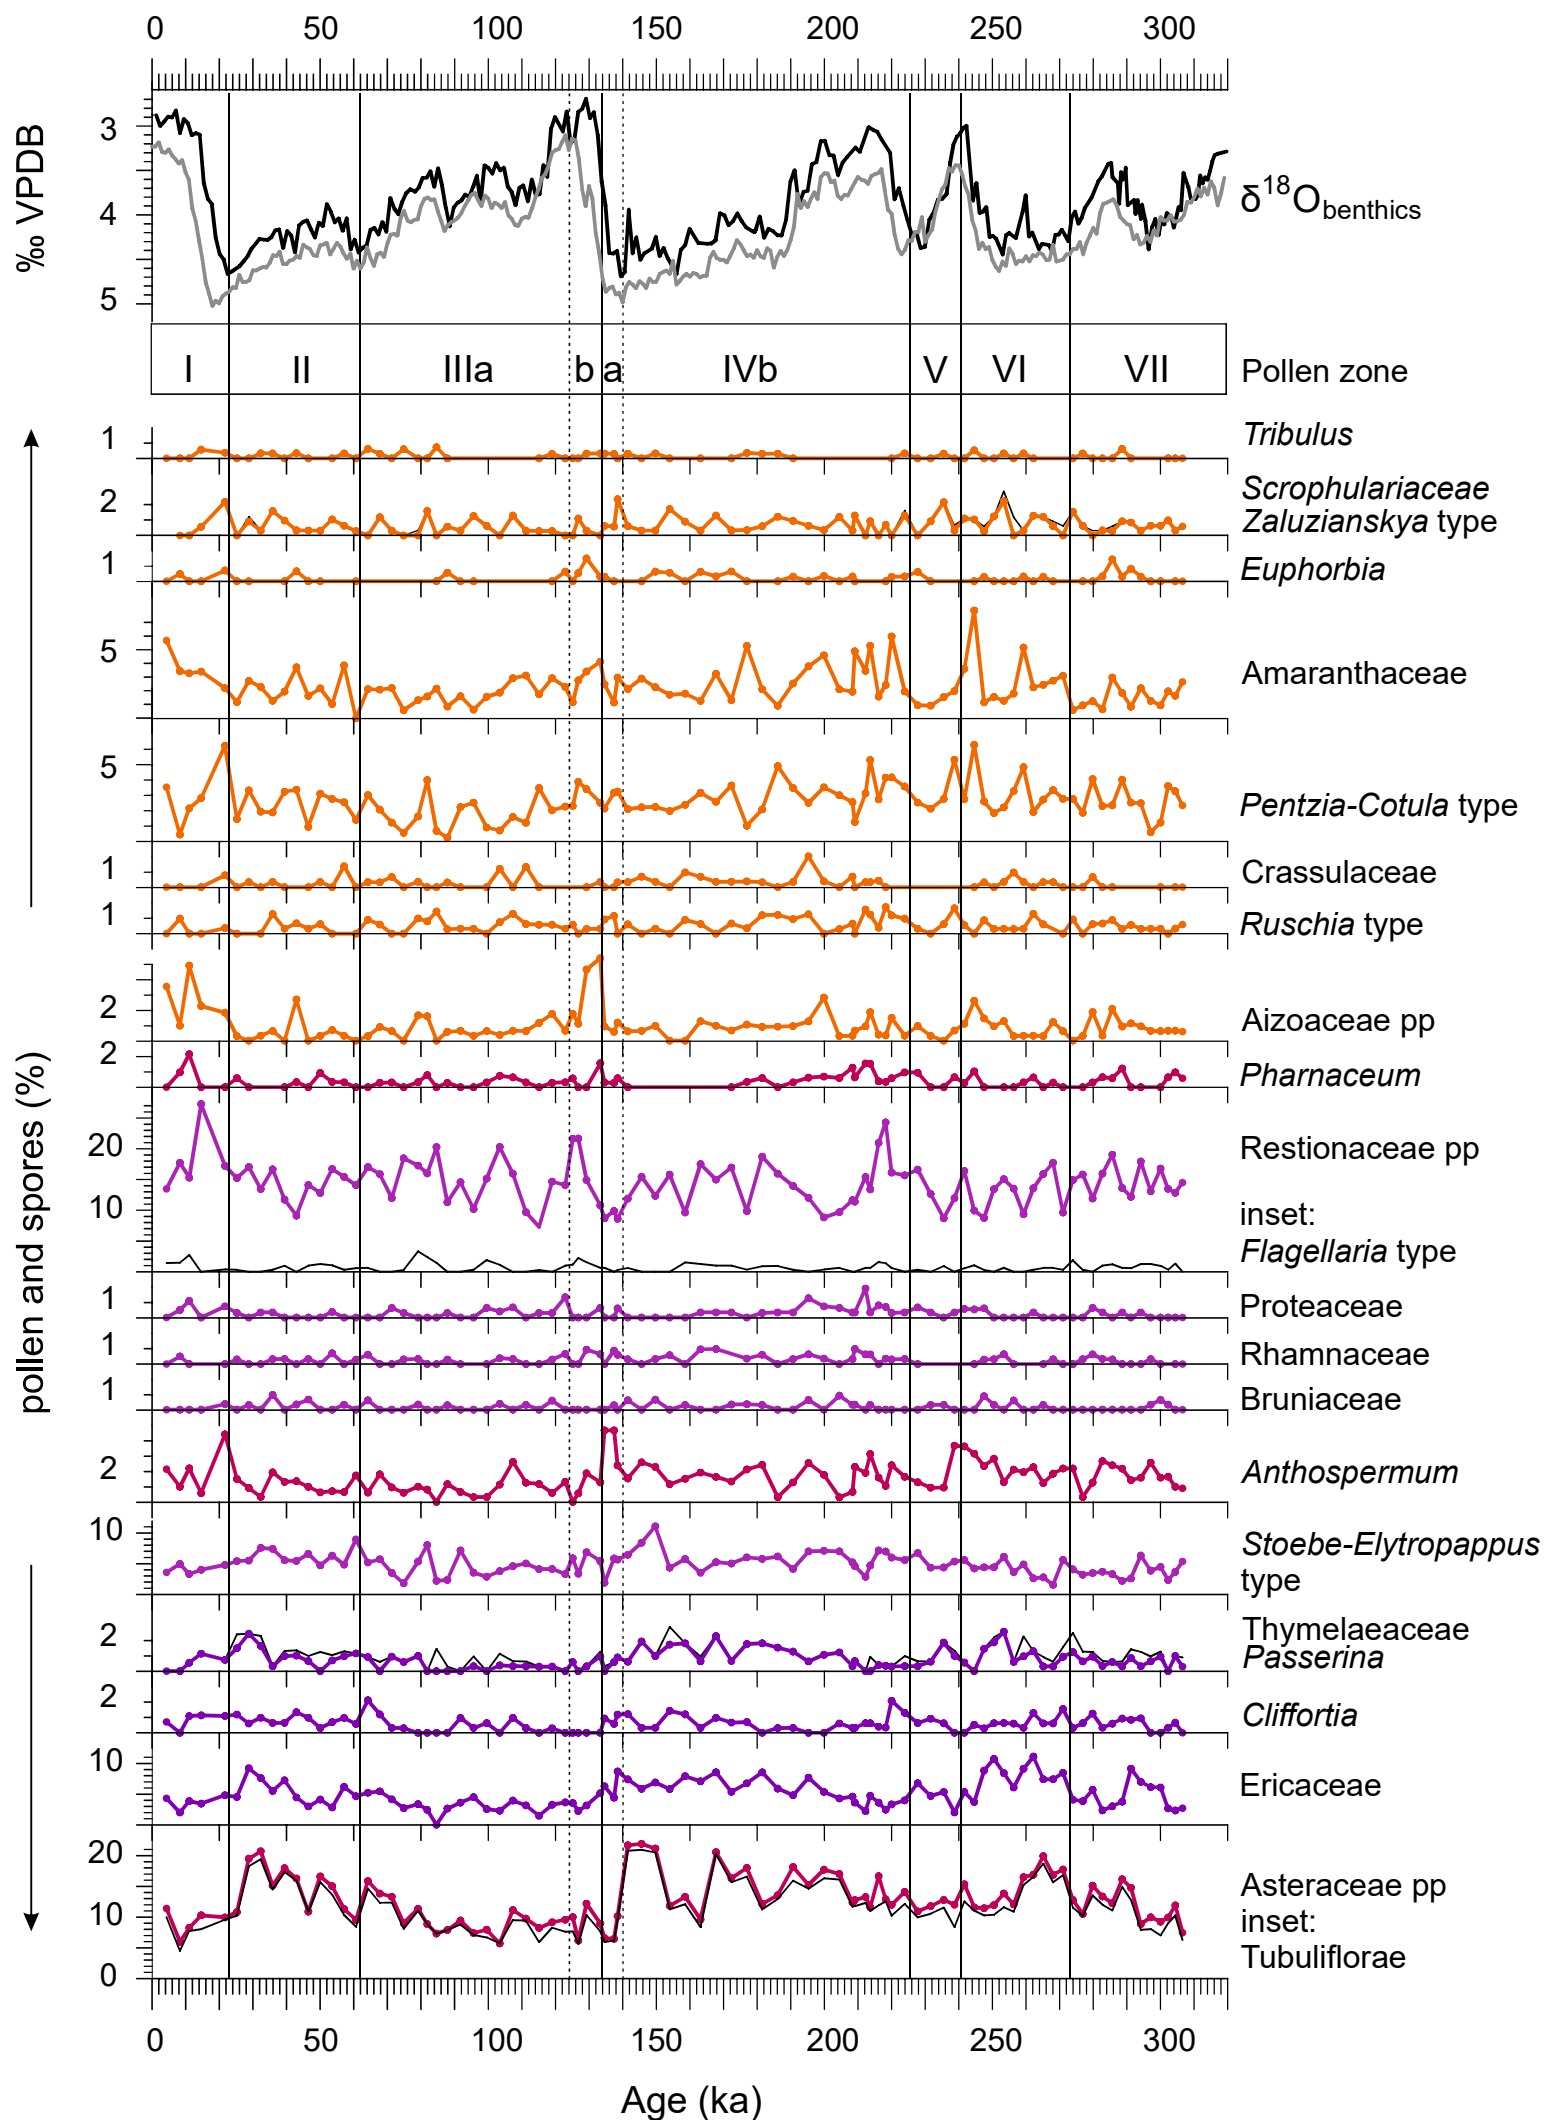 0 50 100 150 200 250 300
‰ VPDB
3
4
5
δ18Obenthics
I II IIIa b a IVb V VI VII
Pollen zone
pollen and spores (%)
1
Tribulus
2
Scrophulariaceae
Zaluzianskya type
1
Euphorbia
5
Amaranthaceae
5
Pentzia-Cotula type
1
Crassulaceae
1
Ruschia type
2
Aizoaceae pp
2
Pharnaceum
20
Restionaceae pp
10
inset:
Flagellaria type
1
Proteaceae
1
Rhamnaceae
1
Bruniaceae
2
Anthospermum
10
Stoebe-Elytropappus
type
2
Thymelaeaceae
Passerina
2
Cliffortia
10
Ericaceae
20
10
0
Asteraceae pp
inset:
Tubuliflorae
0 50 100 150 200 250 300
Age (ka)